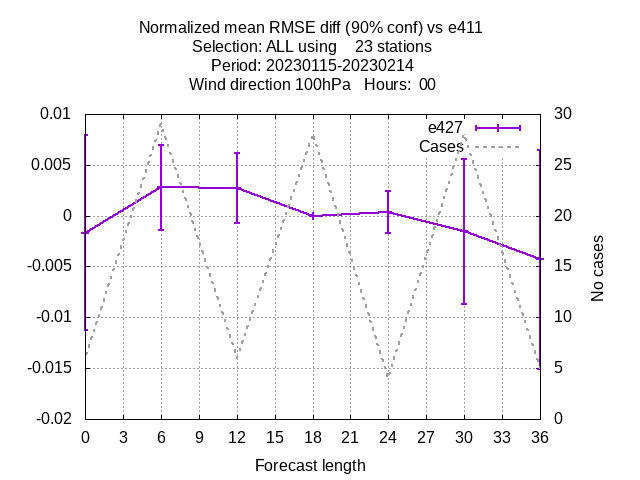 Normalized mean RMSE diff (90% conf) vs e411
Selection: ALL using    23 stations
Period: 20230115-20230214
Wind direction 100hPa   Hours:  00
0.01
0.005
0
-0.005
-0.01
-0.015
-0.02
30
25
20
15
10
5
0
e427
Cases
No cases
0 3 6 9 12 15 18 21 24 27 30 33 36
Forecast length